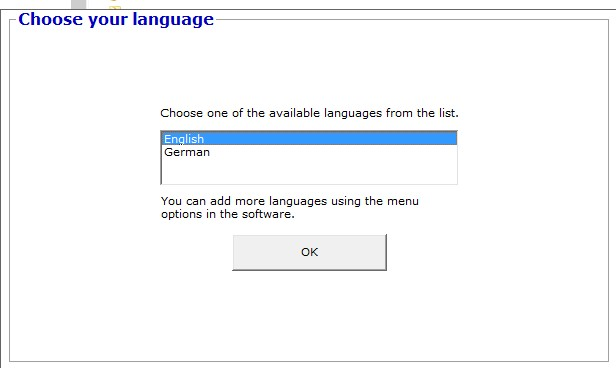 Choose your language
Choose one of the available languages from the list.
English
German
You can add more languages using the menu
options in the software.
OK